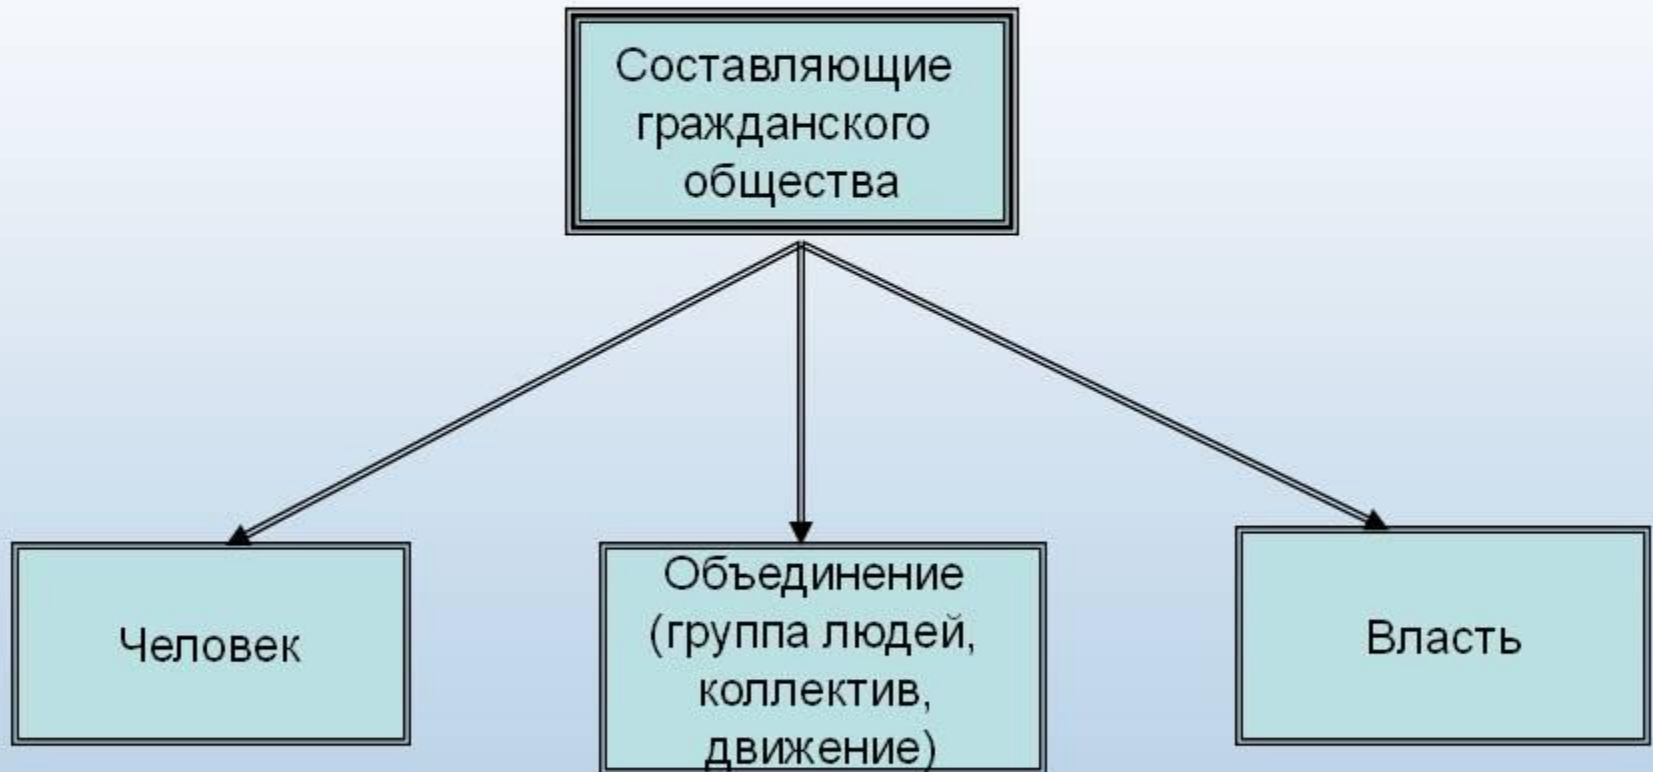 Составляющие
гражданского
общества
Человек
Объединение
(группа людей,
коллектив,
движение)
Власть